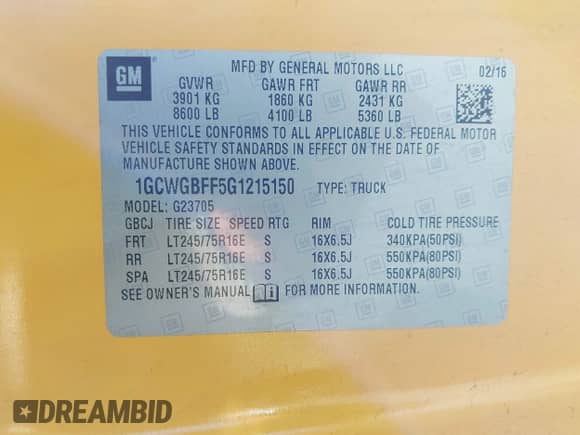 GM
MFD BY GENERAL MOTORS LLC 02/16
GVWR GAWR FRT GAWR RR
3901 KG 1860 KG 2431 KG
8600 LB 4100 LB 5360 LB
THIS VEHICLE CONFORMS TO ALL APPLICABLE U.S. FEDERAL MOTOR
VEHICLE SAFETY STANDARDS IN EFFECT ON THE DATE OF
MANUFACTURE SHOWN ABOVE.
1GCWGBFF5G1215150 TYPE: TRUCK
MODEL: G23705
GBCJ TIRE SIZE SPEED RTG RIM COLD TIRE PRESSURE
FRT LT245/75R16E S 16X6.5J 340KPA(50PSI)
RR LT245/75R16E S 16X6.5J 550KPA(80PSI)
SPA LT245/75R16E S 16X6.5J 550KPA(80PSI)
SEE OWNER'S MANUAL FOR MORE INFORMATION.
DREAMBID